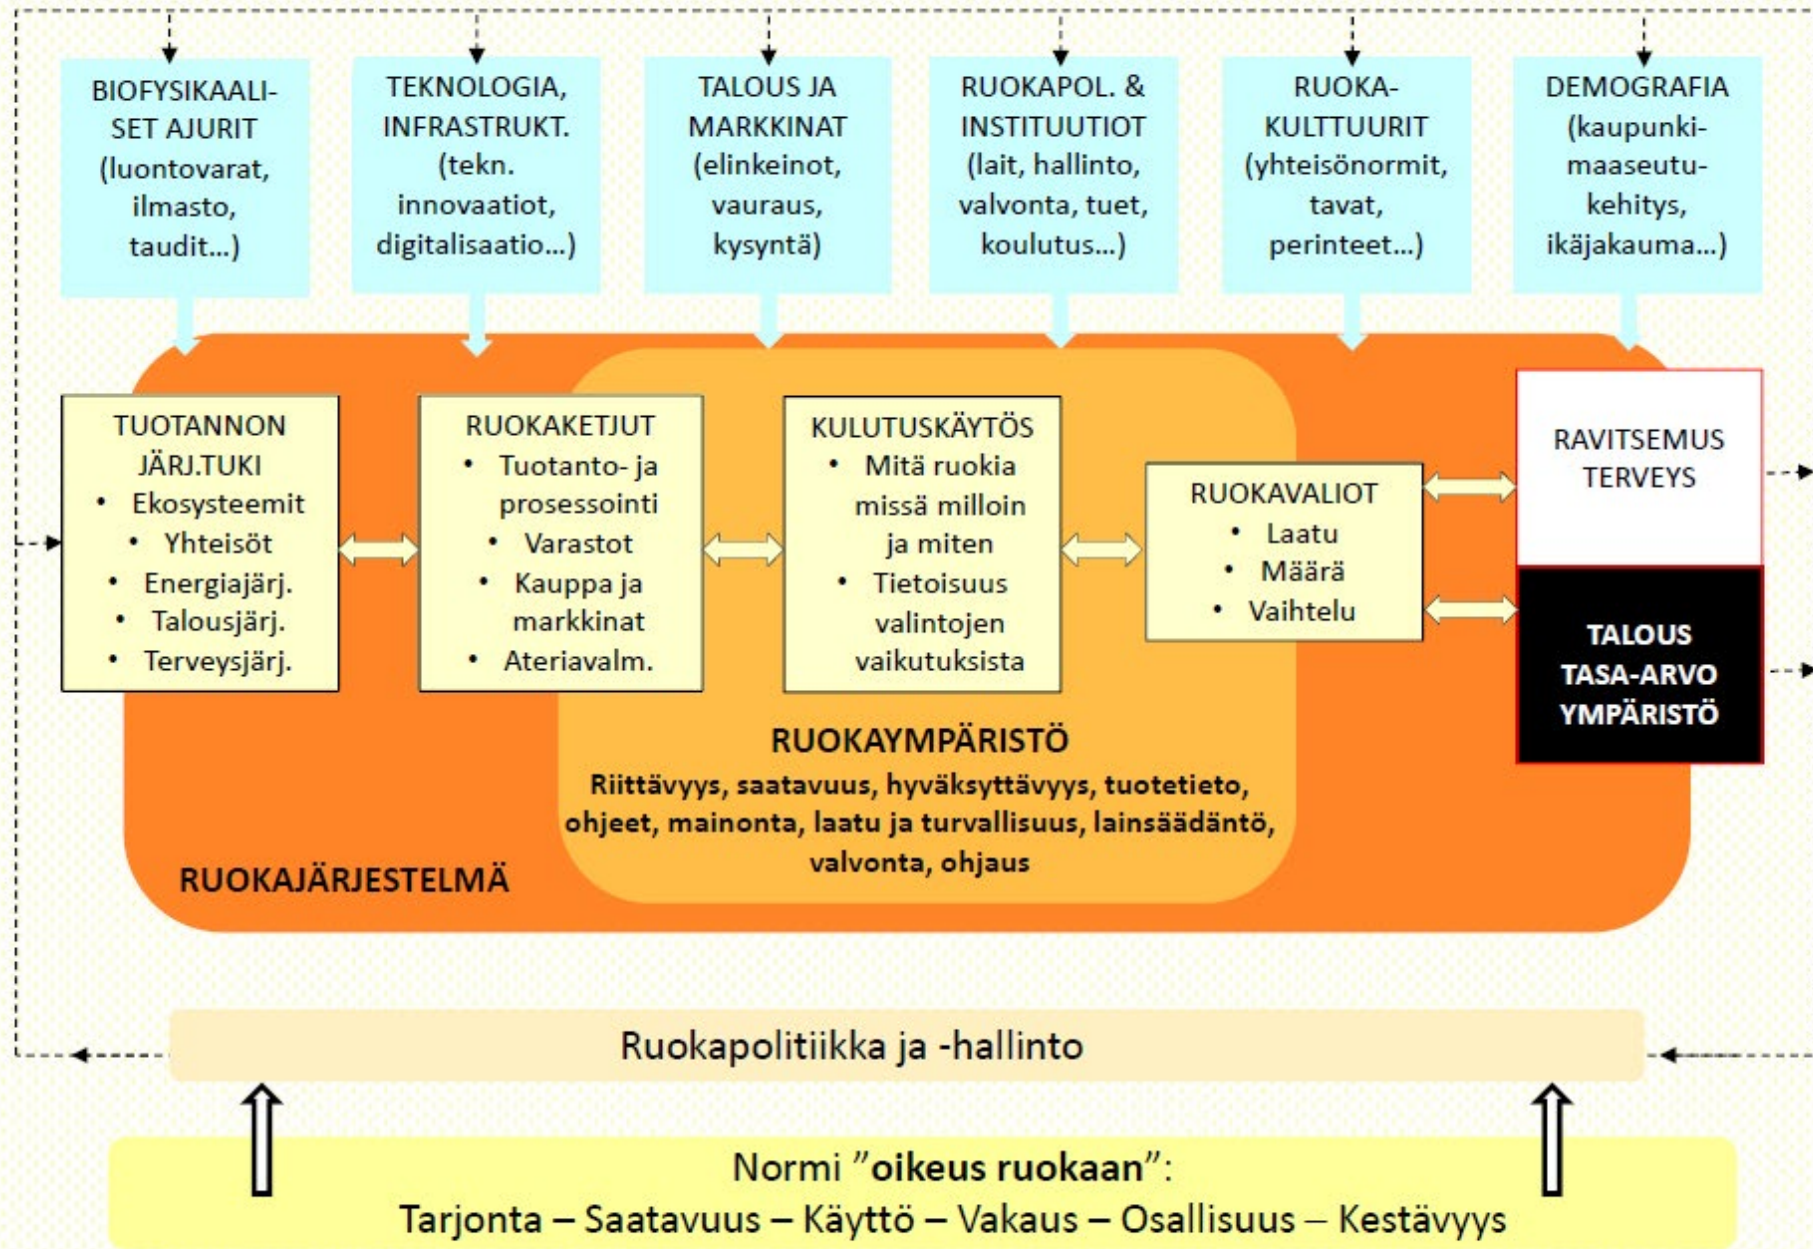 BIOFYSIKAALI-
SET AJURIT
(luontovarat,
ilmasto,
taudit...)
TEKNOLOGIA,
INFRASTRUKT.
(tekn.
innovaatiot,
digitalisaatio...)
TALOUS JA
MARKKINAT
(elinkeinot,
vauraus,
kysyntä)
RUOKAPOL. &
INSTITUUTIOT
(lait, hallinto,
valvonta, tuet,
koulutus...)
RUOKA-
KULTTUURIT
(yhteisönormit,
tavat,
perinteet...)
DEMOGRAFIA
(kaupunki-
maaseutu-
kehitys,
ikäjakauma...)
TUOTANNON
JÄRJ.TUKI
• Ekosysteemit
• Yhteisöt
• Energiajärj.
• Talousjärj.
• Terveysjärj.
RUOKAKETJUT
• Tuotanto- ja
prosessointi
• Varastot
• Kauppa ja
markkinat
• Ateriavalm.
KULUTUSKÄYTÖS
• Mitä ruokia
missä milloin
ja miten
• Tietoisuus
valintojen
vaikutuksista
RUOKAVALIOT
• Laatu
• Määrä
• Vaihtelu
RAVITSEMUS
TERVEYS
TALOUS
TASA-ARVO
YMPÄRISTÖ
RUOKAYMPÄRISTÖ
Riittävyys, saatavuus, hyväksyttävyys, tuotetieto,
ohjeet, mainonta, laatu ja turvallisuus, lainsäädäntö,
valvonta, ohjaus
RUOKAJÄRJESTELMÄ
Ruokapolitiikka ja -hallinto
Normi ”oikeus ruokaan”:
Tarjonta – Saatavuus – Käyttö – Vakaus – Osallisuus – Kestävyys